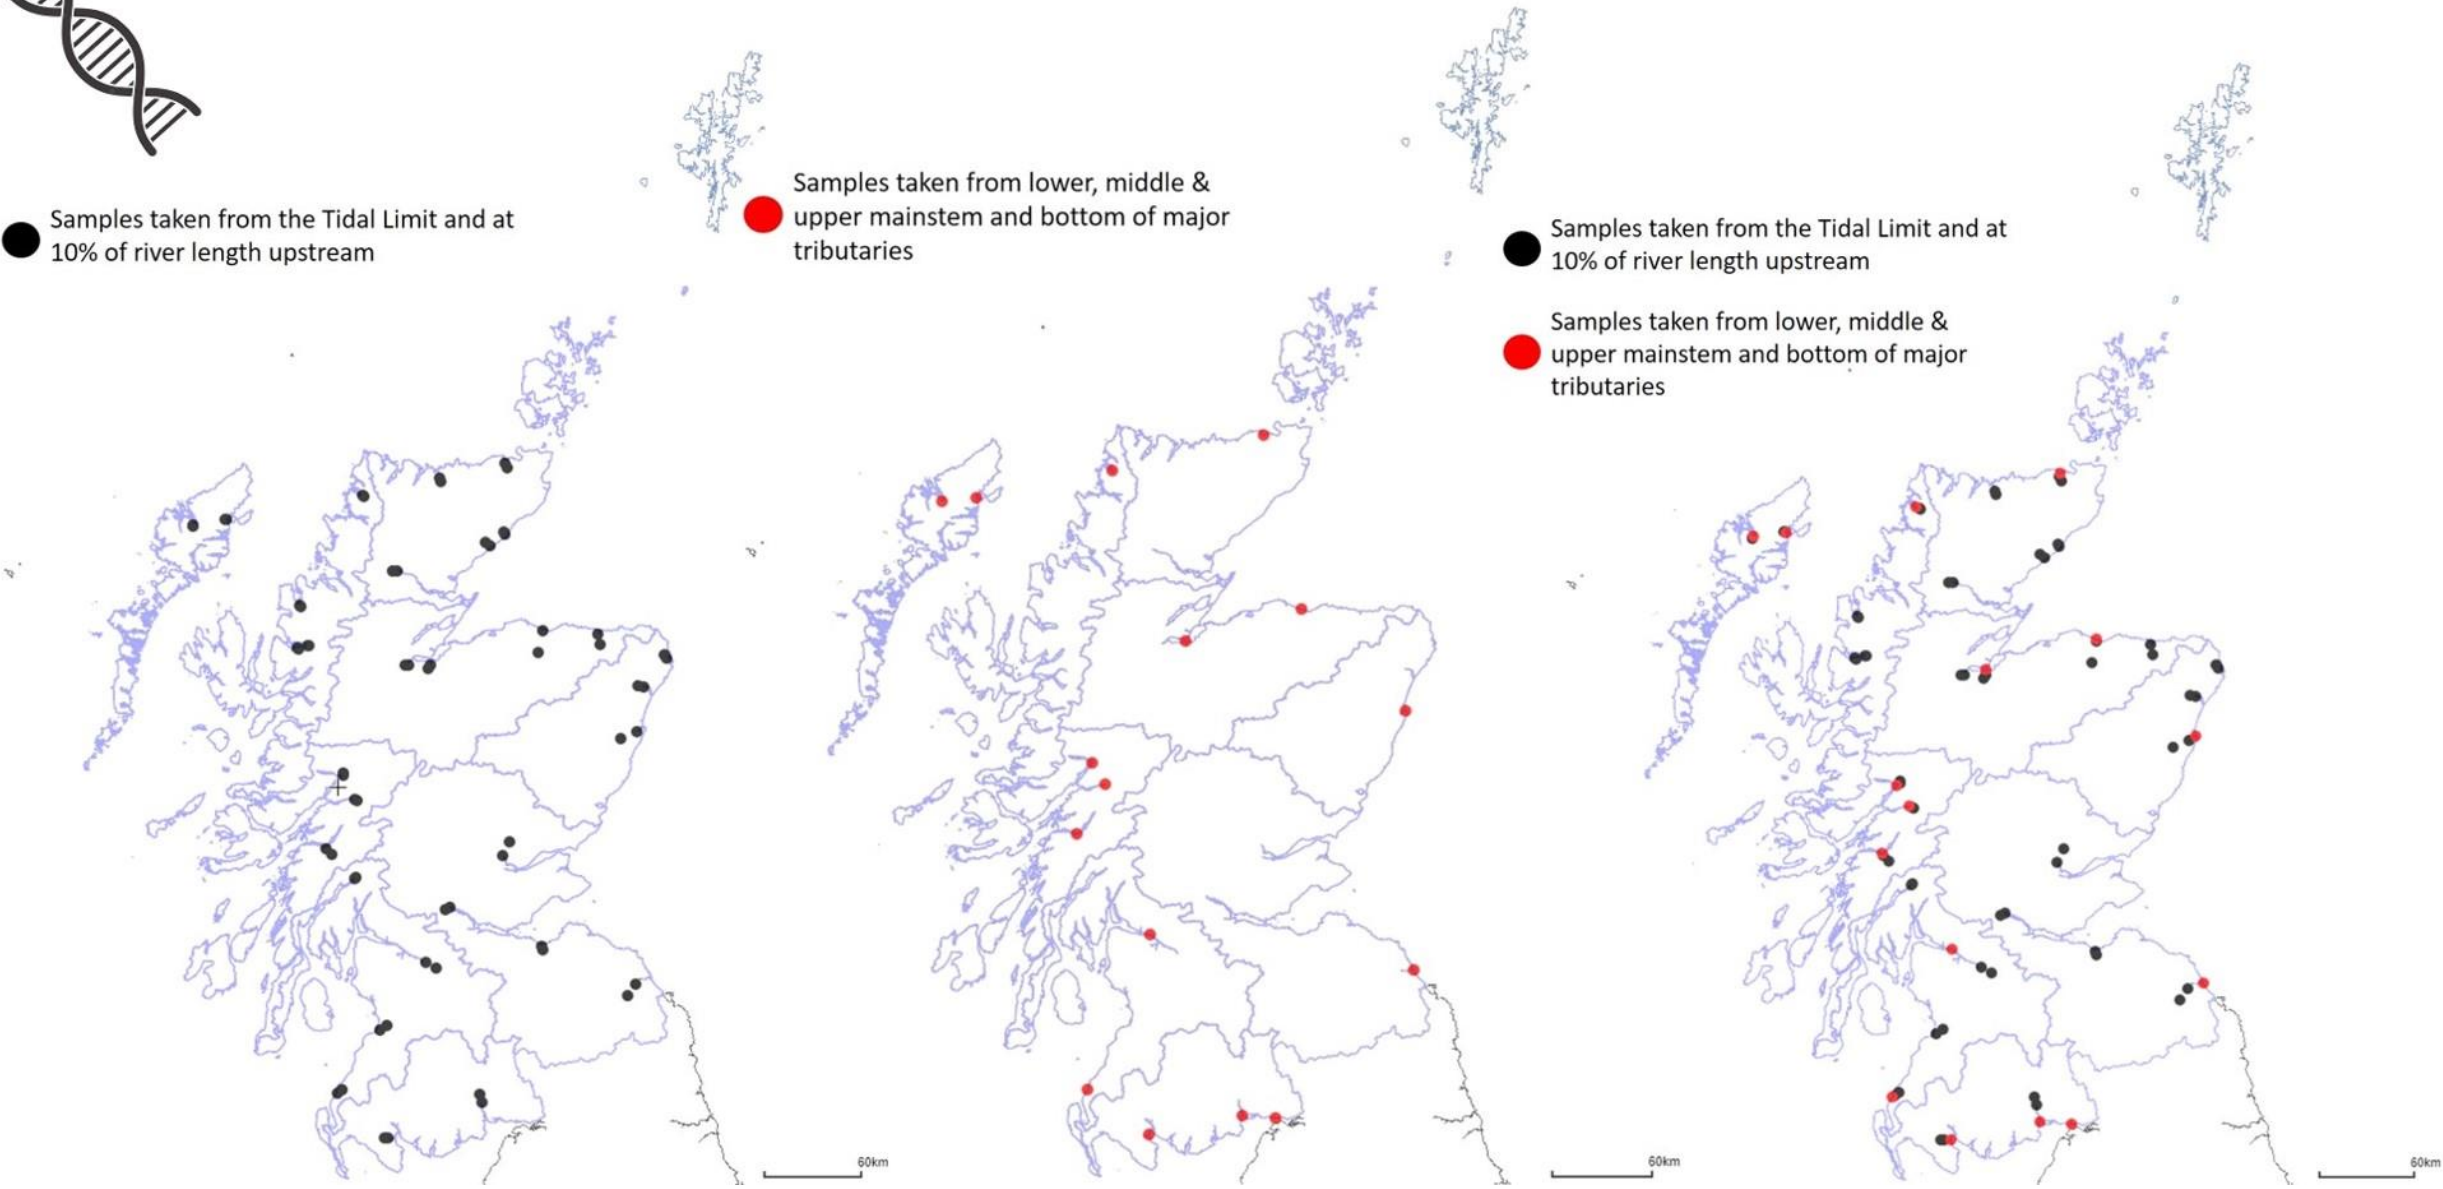 Samples taken from the Tidal Limit and at
10% of river length upstream
Samples taken from lower, middle &
upper mainstem and bottom of major
tributaries
Samples taken from the Tidal Limit and at
10% of river length upstream
Samples taken from lower, middle &
upper mainstem and bottom of major
tributaries
60km
60km
60km